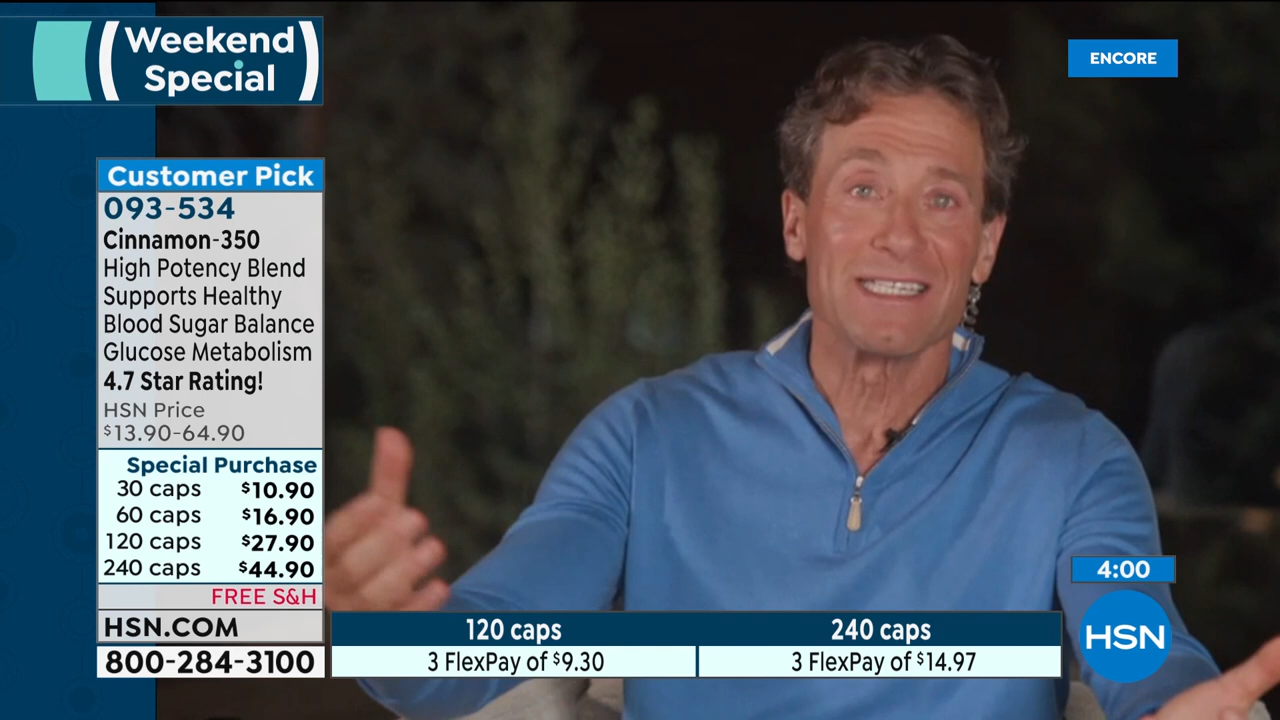 Weekend
Special
ENCORE
Customer Pick
093-534
Cinnamon-350
High Potency Blend
Supports Healthy
Blood Sugar Balance
Glucose Metabolism
4.7 Star Rating!
HSN Price
$13.90-64.90
Special Purchase
30 caps $10.90
60 caps $16.90
120 caps $27.90
240 caps $44.90
FREE S&H
HSN.COM
800-284-3100
120 caps 240 caps
3 FlexPay of $9.30 3 FlexPay of $14.97
4:00
HSN